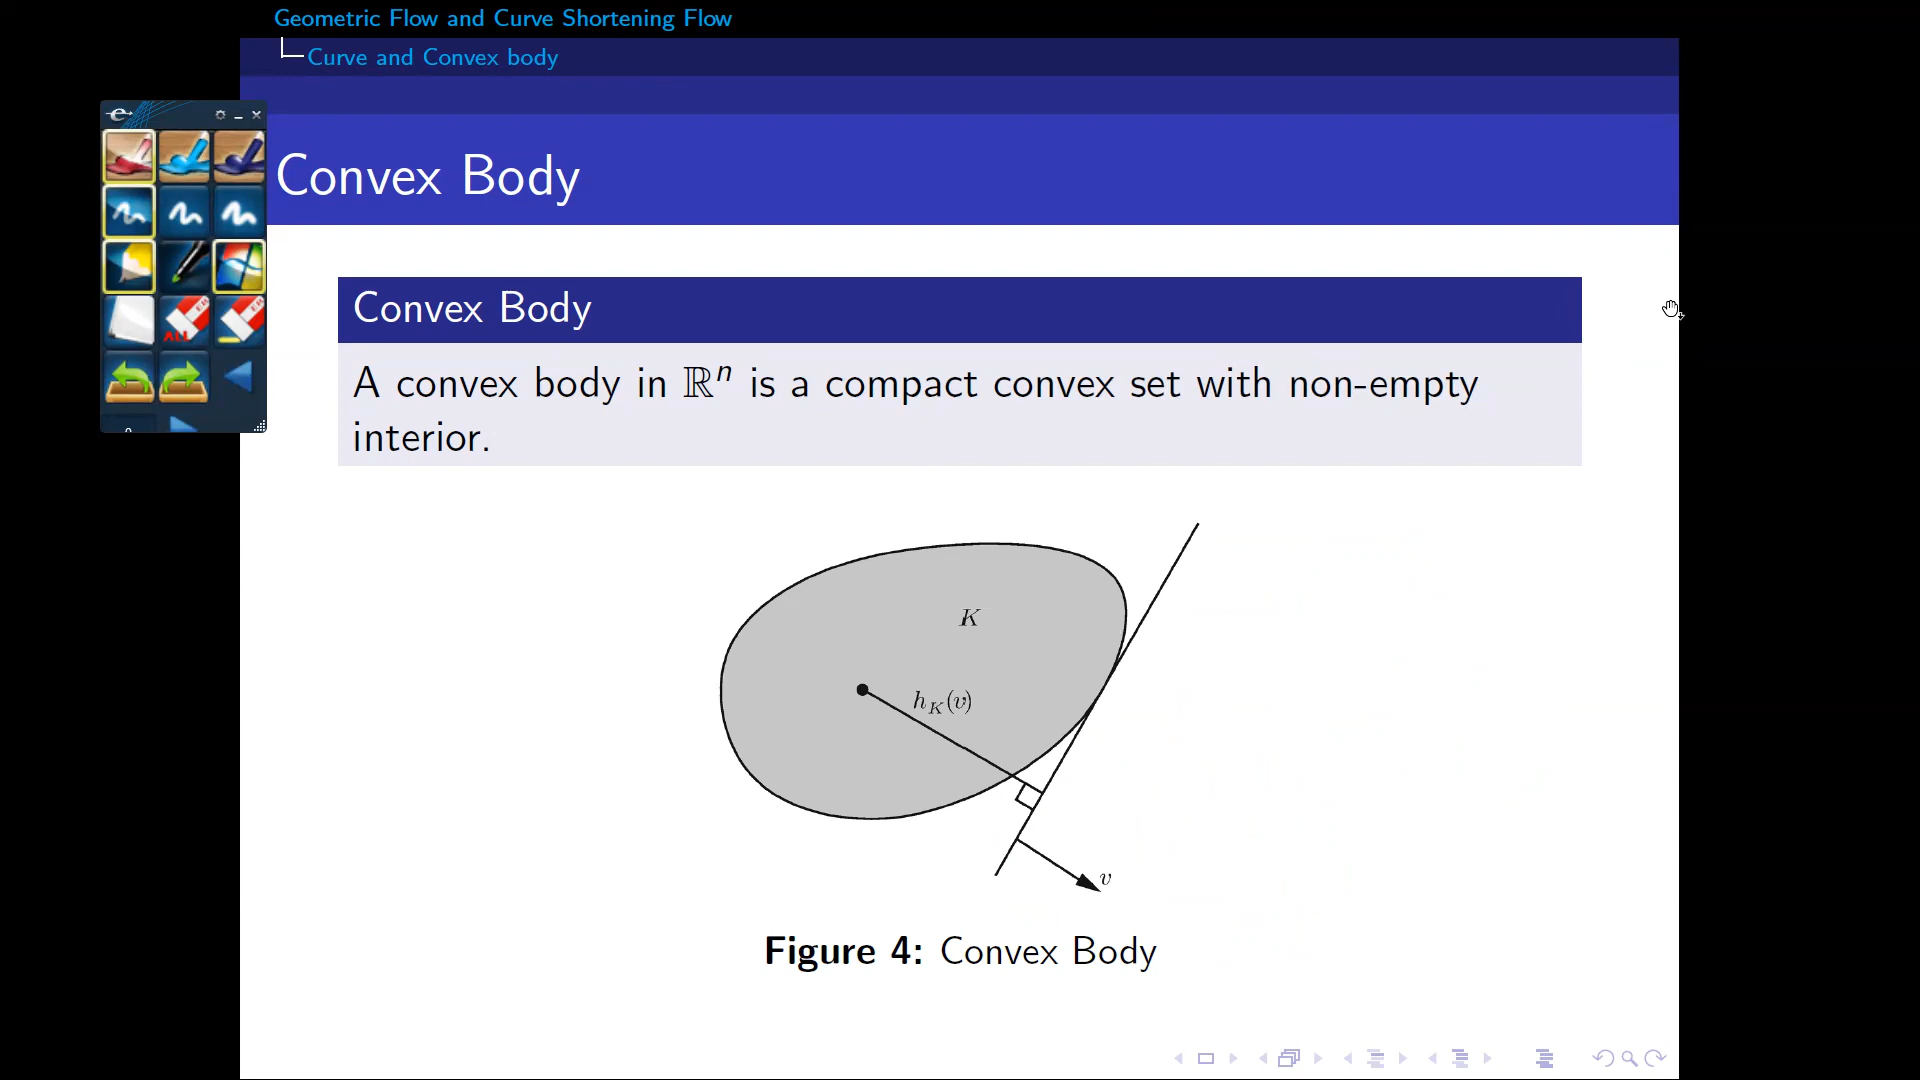 Geometric Flow and Curve Shortening Flow
Curve and Convex body
Convex Body
Convex Body
A convex body in ℝⁿ is a compact convex set with non-empty
interior.
K
h_K(v)
v
Figure 4: Convex Body
ALL